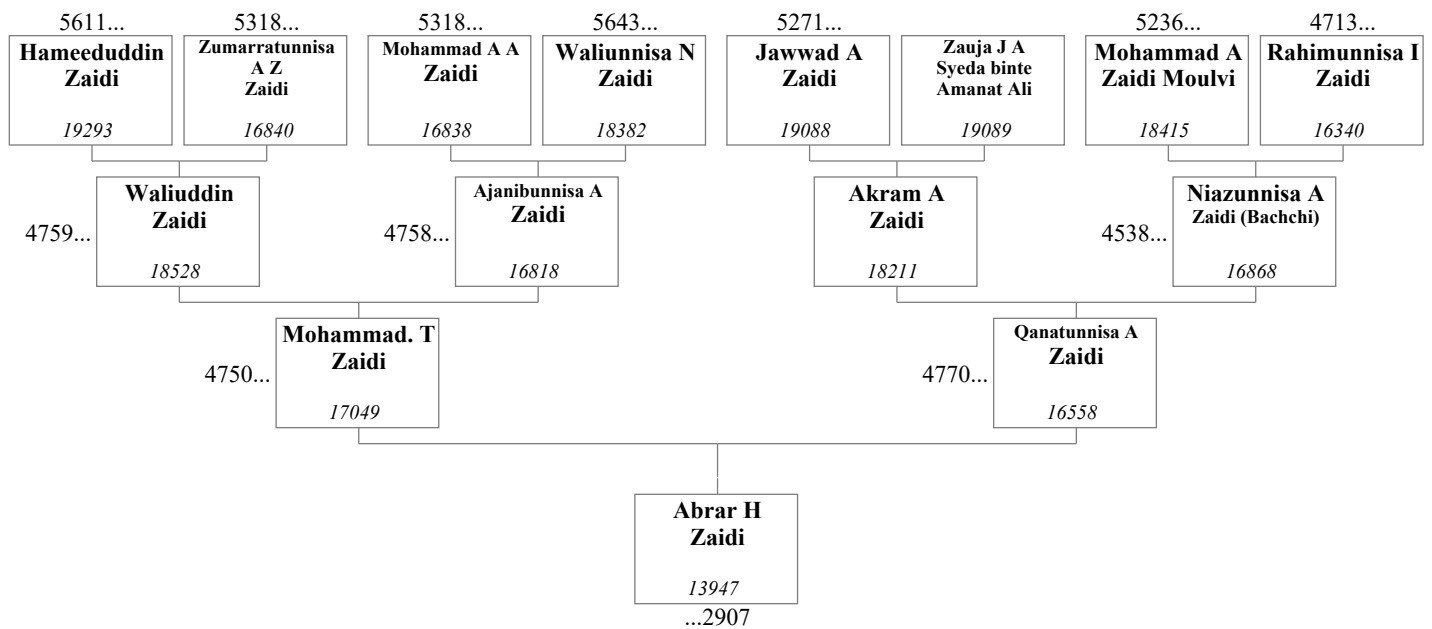 5611...
5318...
5318...
5643...
5271...
5236...
4713...
Hameeduddin
Zaidi
19293
Zumarratunnisa
A Z
Zaidi
16840
Mohammad A A
Zaidi
16838
Waliunnisa N
Zaidi
18382
Jawwad A
Zaidi
19088
Zauja J A
Syeda binte
Amanat Ali
19089
Mohammad A
Zaidi Moulvi
18415
Rahimunnisa I
Zaidi
16340
4759...
Waliuddin
Zaidi
18528
4758...
Ajanibunnisa A
Zaidi
16818
Akram A
Zaidi
18211
4538...
Niazunnisa A
Zaidi (Bachchi)
16868
4750...
Mohammad. T
Zaidi
17049
4770...
Qanatunnisa A
Zaidi
16558
Abrar H
Zaidi
13947
...2907